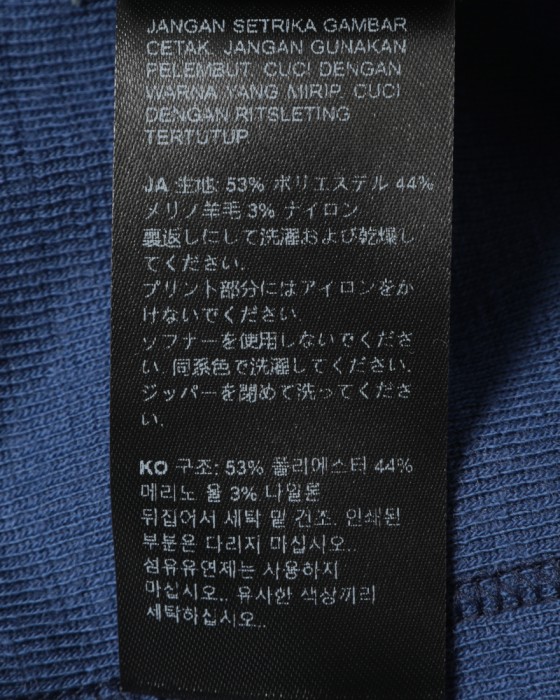 JANGAN SETRIKA GAMBAR
CETAK. JANGAN GUNAKAN
PELEMBUT. CUCI DENGAN
WARNA YANG MIRIP. CUCI
DENGAN RITSLETING
TERTUTUP.
JA 生地: 53% ポリエステル 44%
メリノ羊毛 3% ナイロン
裏返しにして洗濯および乾燥し
てください.
プリント部分にはアイロンをか
けないでください.
ソフナーを使用しないでくださ
い. 同系色で洗濯してください.
ジッパーを閉めて洗ってくださ
い.
KO 구조: 53% 폴리에스터 44%
메리노 울 3% 나일론
뒤집어서 세탁 및 건조. 인쇄된
부분은 다리지 마십시오..
섬유유연제는 사용하지
마십시오.. 유사한 색상끼리
세탁하십시오..